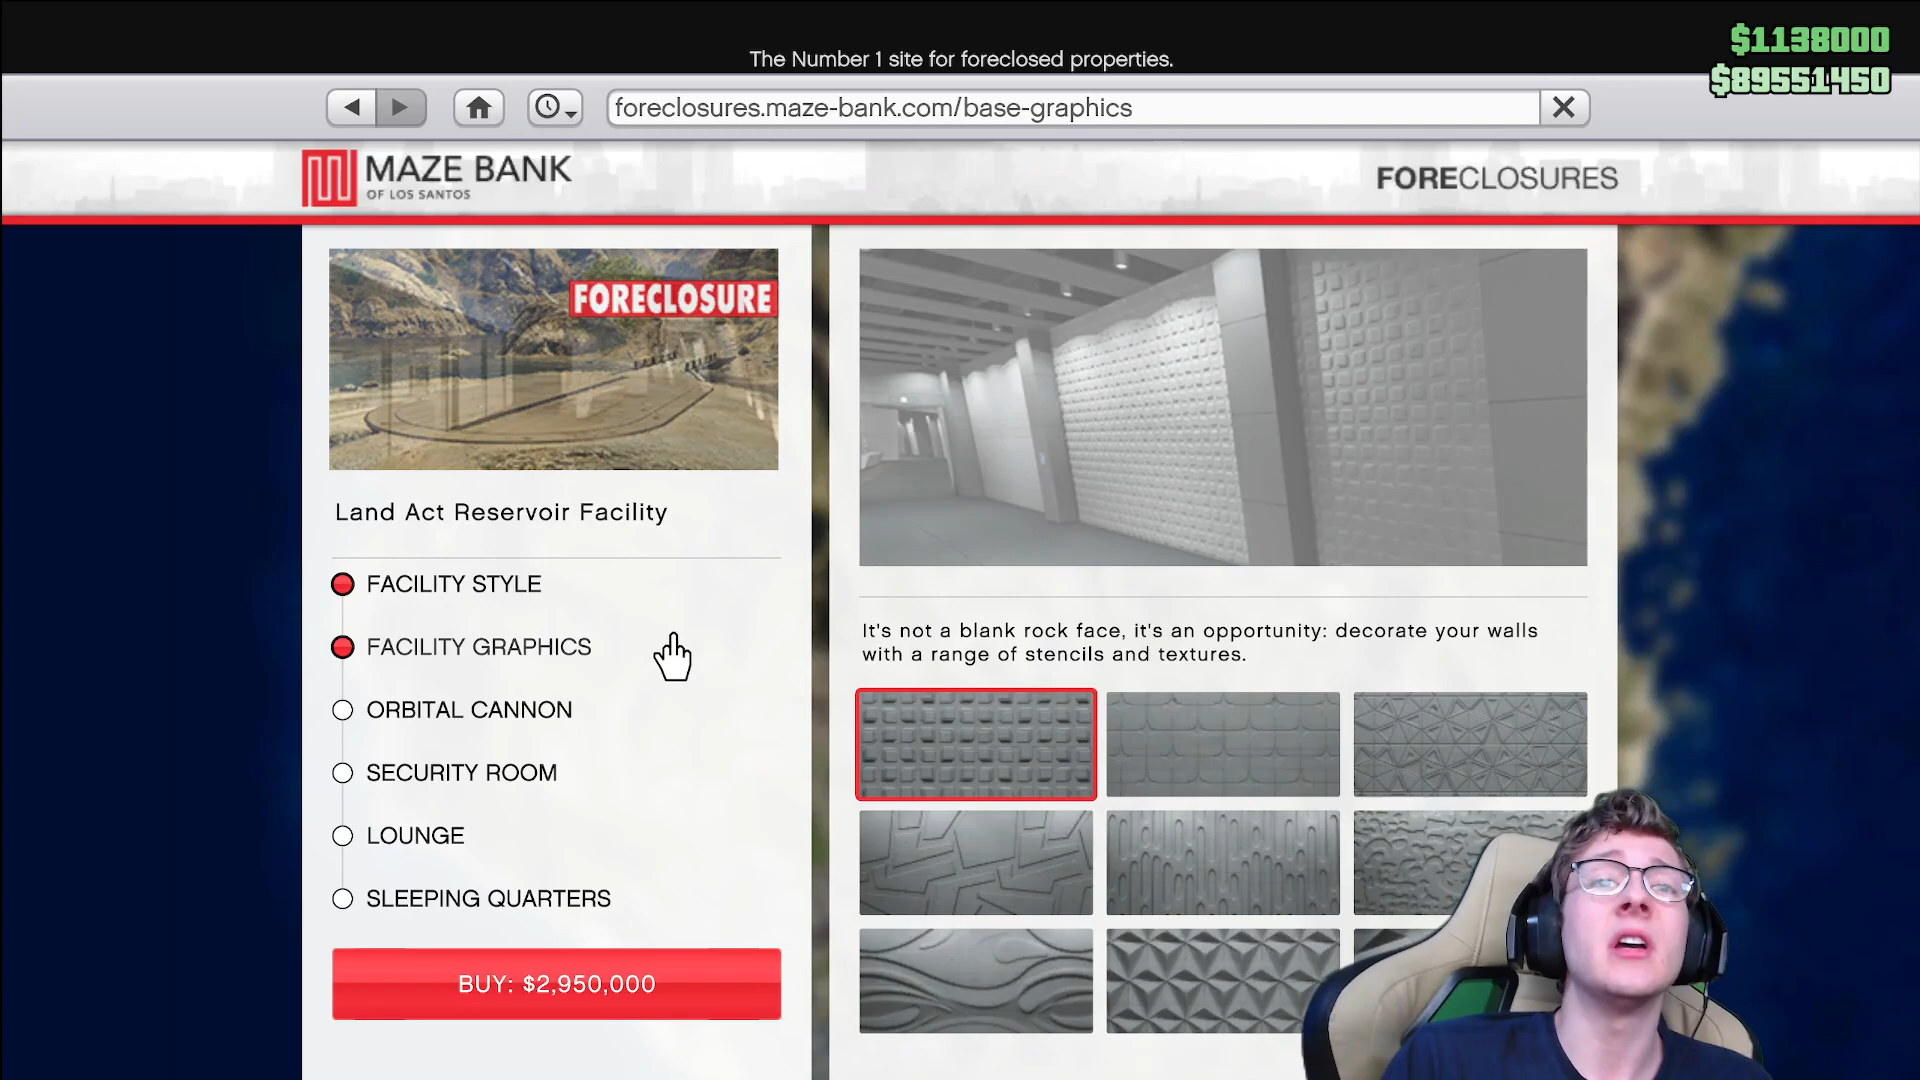 The Number 1 site for foreclosed properties.
$1138000
$89551450
foreclosures.maze-bank.com/base-graphics
MAZE BANK
OF LOS SANTOS
FORECLOSURES
FORECLOSURE
Land Act Reservoir Facility
FACILITY STYLE
FACILITY GRAPHICS
ORBITAL CANNON
SECURITY ROOM
LOUNGE
SLEEPING QUARTERS
BUY: $2,950,000
It's not a blank rock face, it's an opportunity: decorate your walls
with a range of stencils and textures.